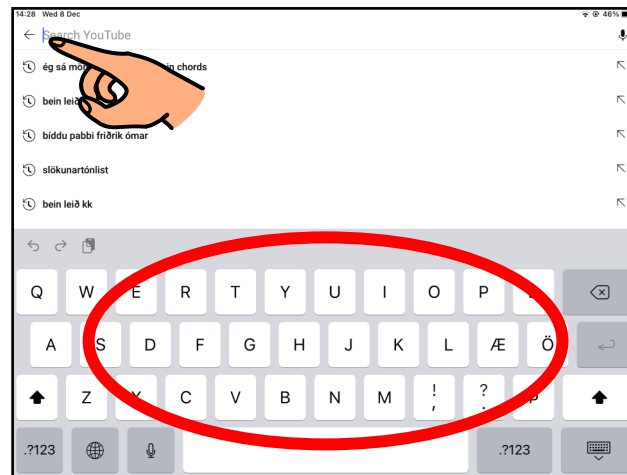 14:28 Wed 8 Dec 46%
Search YouTube
ég sá in chords
bein leið
bíddu pabbi friðrik ómar
slökunartónlist
bein leið kk
Q W E R T Y U I O P
A S D F G H J K L Æ Ö
Z X C V B N M ! , ? .
.?123 .?123